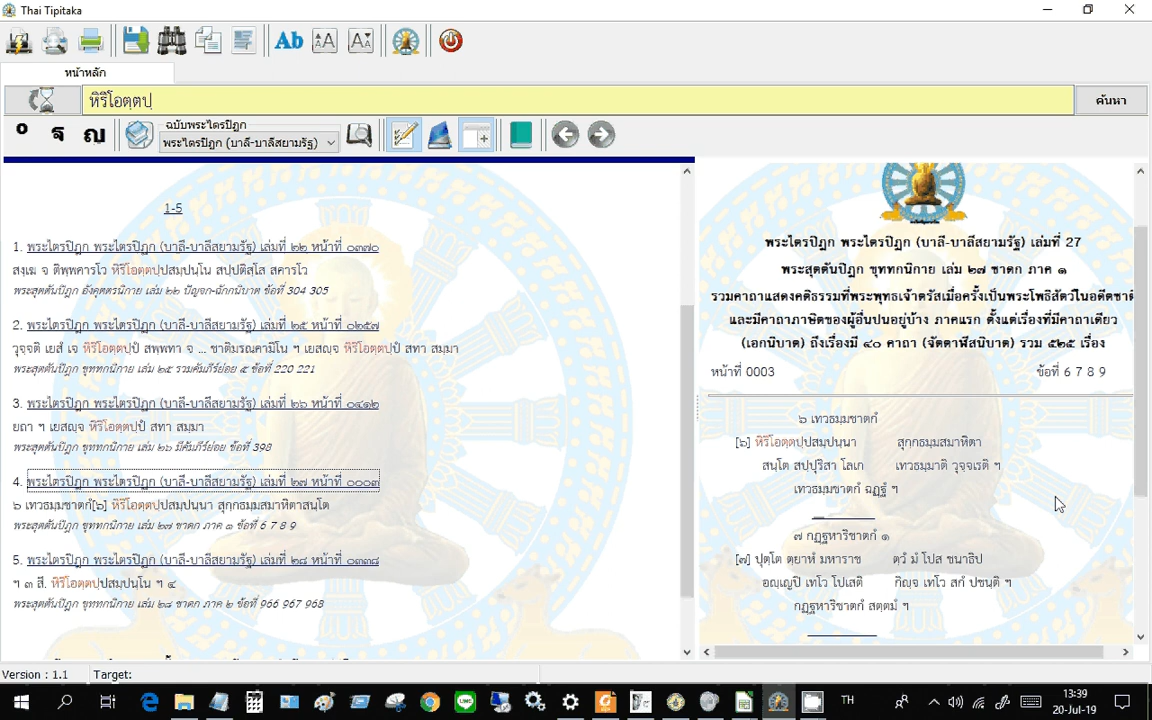 Thai Tipitaka
Ab
หน้าหลัก
หิริโอตฺตปฺ
ค้นหา
ฉบับพระไตรปิฎก
พระไตรปิฎก (บาลี-บาลีสยามรัฐ)
1-5
1. พระไตรปิฎก พระไตรปิฎก (บาลี-บาลีสยามรัฐ) เล่มที่ ๒๒ หน้าที่ ๐๓๗๐
สงฺเฆ จ ติพฺพคารโว หิริโอตฺตปฺปสมฺปนฺโน สปฺปติสฺโส สคารโว
พระสุตตันปิฎก อังคุตตรนิกาย เล่ม ๒๒ ปัญจก-ฉักกนิบาต ข้อที่ 304 305
2. พระไตรปิฎก พระไตรปิฎก (บาลี-บาลีสยามรัฐ) เล่มที่ ๒๕ หน้าที่ ๐๒๕๗
วุจฺจติ เยสํ เจ หิริโอตฺตปฺปํ สพฺพทา จ ... ชาติมรณคามิโน ฯ เยสญฺจ หิริโอตฺตปฺปํ สทา สมฺมา
พระสุตตันปิฎก ขุททกนิกาย เล่ม ๒๕ รวมคัมภีร์ย่อย ๕ ข้อที่ 220 221
3. พระไตรปิฎก พระไตรปิฎก (บาลี-บาลีสยามรัฐ) เล่มที่ ๒๖ หน้าที่ ๐๔๑๒
ยถา ฯ เยสญฺจ หิริโอตฺตปฺปํ สทา สมฺมา
พระสุตตันปิฎก ขุททกนิกาย เล่ม ๒๖ มีคัมภีร์ย่อย ข้อที่ 398
4. พระไตรปิฎก พระไตรปิฎก (บาลี-บาลีสยามรัฐ) เล่มที่ ๒๗ หน้าที่ ๐๐๐๓
๖ เทวธมฺมชาตกํ[๖] หิริโอตฺตปฺปสมฺปนฺนา สุกฺกธมฺมสมาหิตาสนฺโต
พระสุตตันปิฎก ขุททกนิกาย เล่ม ๒๗ ชาดก ภาค ๑ ข้อที่ 6 7 8 9
5. พระไตรปิฎก พระไตรปิฎก (บาลี-บาลีสยามรัฐ) เล่มที่ ๒๘ หน้าที่ ๐๓๓๘
ฯ ๓ สี. หิริโอตฺตปฺปสมฺปนฺโน ฯ ๔
พระสุตตันปิฎก ขุททกนิกาย เล่ม ๒๘ ชาดก ภาค ๒ ข้อที่ 966 967 968
พระไตรปิฎก พระไตรปิฎก (บาลี-บาลีสยามรัฐ) เล่มที่ 27
พระสุตตันปิฎก ขุททกนิกาย เล่ม ๒๗ ชาดก ภาค ๑
รวมคาถาแสดงคติธรรมที่พระพุทธเจ้าตรัสเมื่อครั้งเป็นพระโพธิสัตว์ในอดีตชาติ
และมีคาถาภาษิตของผู้อื่นปนอยู่บ้าง ภาคแรก ตั้งแต่เรื่องที่มีคาถาเดียว
(เอกนิบาต) ถึงเรื่องมี ๔๐ คาถา (จัตตาฬีสนิบาต) รวม ๕๒๕ เรื่อง
หน้าที่ 0003 ข้อที่ 6 7 8 9
๖ เทวธมฺมชาตกํ
[๖] หิริโอตฺตปฺปสมฺปนฺนา สุกฺกธมฺมสมาหิตา
สนฺโต สปฺปุริสา โลเก เทวธมฺมาติ วุจฺจเรติ ฯ
เทวธมฺมชาตกํ ฉฏฺฐํ ฯ
๗ กฏฺฐหาริชาตกํ ๑
[๗] ปุตฺโต ตฺยาหํ มหาราช ตฺวํ มํ โปส ชนาธิป
อญฺเญปิ เทโว โปเสติ กิญฺจ เทโว สกํ ปชนฺติ ฯ
กฏฺฐหาริชาตกํ สตฺตมํ ฯ
Version : 1.1 Target:
TH
13:39
20-Jul-19